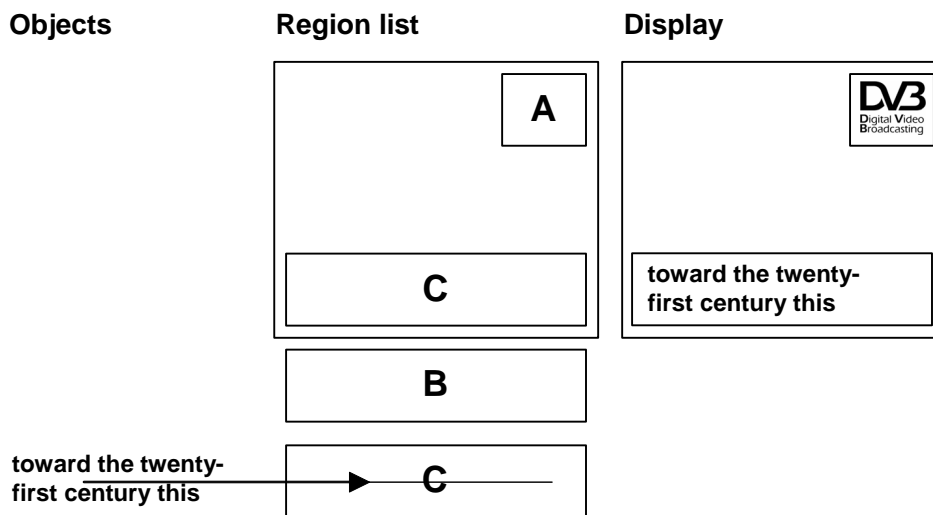 Objects
Region list
Display
A
DVB
Digital Video
Broadcasting
C
toward the twenty-
first century this
B
toward the twenty-
first century this
C